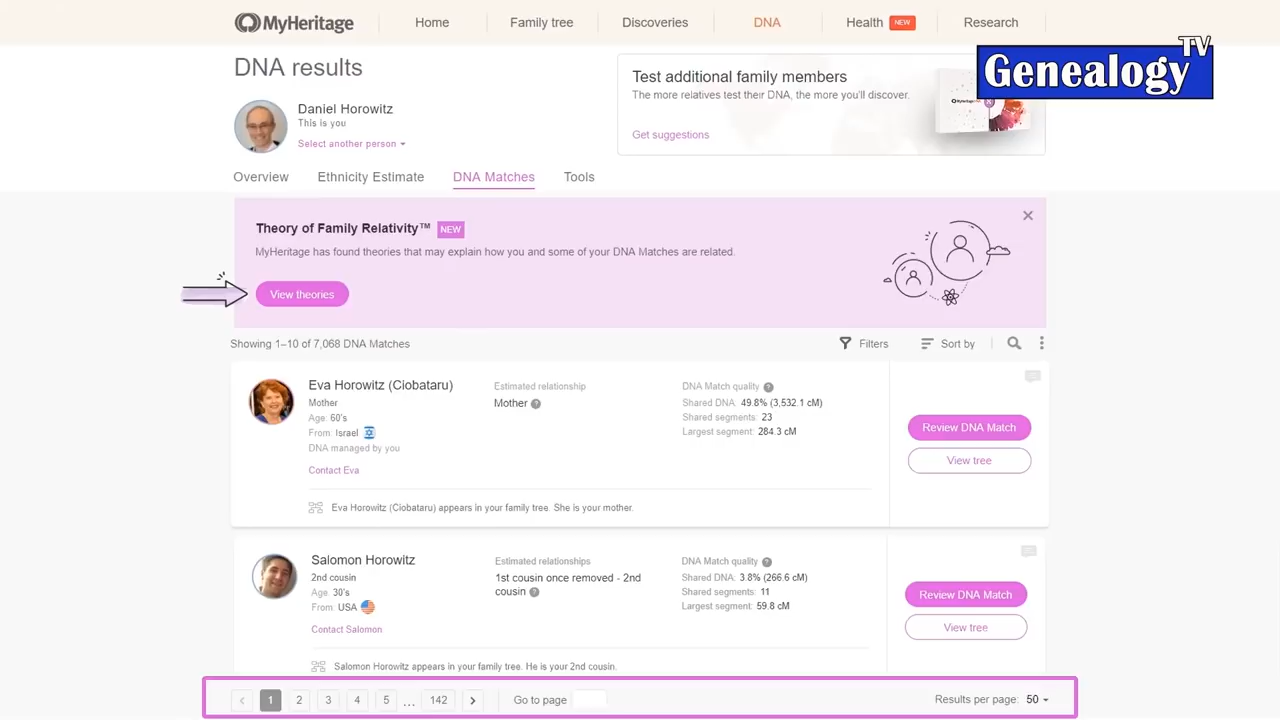 MyHeritage
Home
Family tree
Discoveries
DNA
Health NEW
Research
Genealogy TV
DNA results
Daniel Horowitz
This is you
Select another person
Test additional family members
The more relatives test their DNA, the more you'll discover.
Get suggestions
MyHeritage
Overview
Ethnicity Estimate
DNA Matches
Tools
Theory of Family Relativity™ NEW
MyHeritage has found theories that may explain how you and some of your DNA Matches are related.
View theories
Showing 1–10 of 7,068 DNA Matches
Filters
Sort by
Eva Horowitz (Ciobataru)
Mother
Age: 60's
From: Israel
DNA managed by you
Contact Eva
Estimated relationship
Mother ?
DNA Match quality ?
Shared DNA: 49.8% (3,532.1 cM)
Shared segments: 23
Largest segment: 284.3 cM
Review DNA Match
View tree
Eva Horowitz (Ciobataru) appears in your family tree. She is your mother.
Salomon Horowitz
2nd cousin
Age: 30's
From: USA
Contact Salomon
Estimated relationships
1st cousin once removed - 2nd
cousin ?
DNA Match quality ?
Shared DNA: 3.8% (266.6 cM)
Shared segments: 11
Largest segment: 59.8 cM
Review DNA Match
View tree
Salomon Horowitz appears in your family tree. He is your 2nd cousin.
< 1 2 3 4 5 ... 142 >
Go to page
Results per page: 50